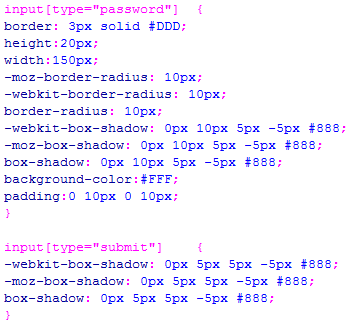 input[type="password"]  {
border: 3px solid #DDD;
height:20px;
width:150px;
-moz-border-radius: 10px;
-webkit-border-radius: 10px;
border-radius: 10px;
-webkit-box-shadow: 0px 10px 5px -5px #888;
-moz-box-shadow: 0px 10px 5px -5px #888;
box-shadow: 0px 10px 5px -5px #888;
background-color:#FFF;
padding:0 10px 0 10px;
}

input[type="submit"]    {
-webkit-box-shadow: 0px 5px 5px -5px #888;
-moz-box-shadow: 0px 5px 5px -5px #888;
box-shadow: 0px 5px 5px -5px #888;
}